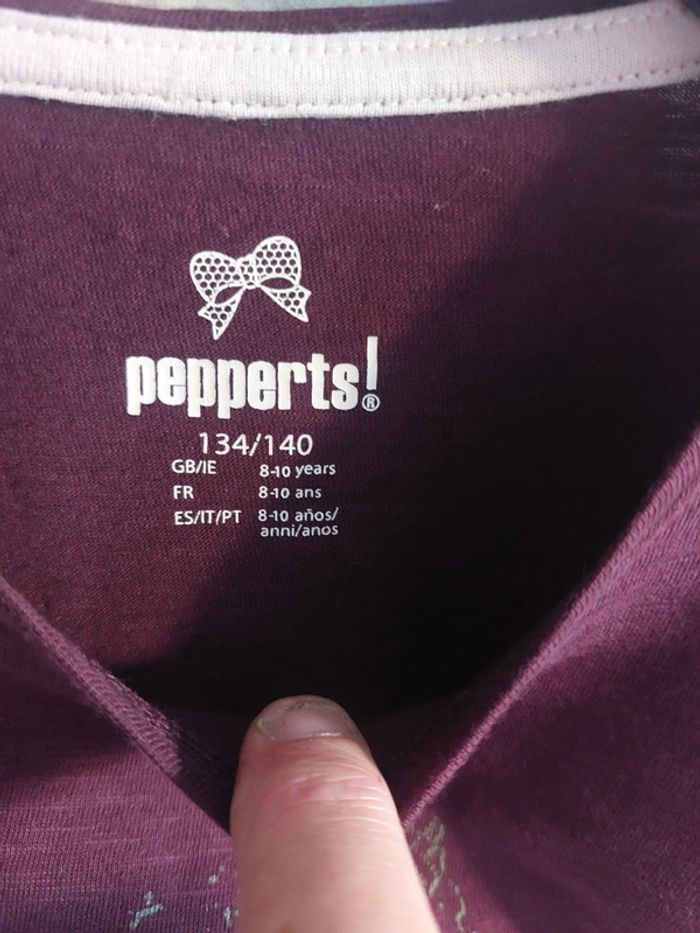 pepperts!®
134/140
GB/IE 8-10 years
FR 8-10 ans
ES/IT/PT 8-10 años/
anni/anos